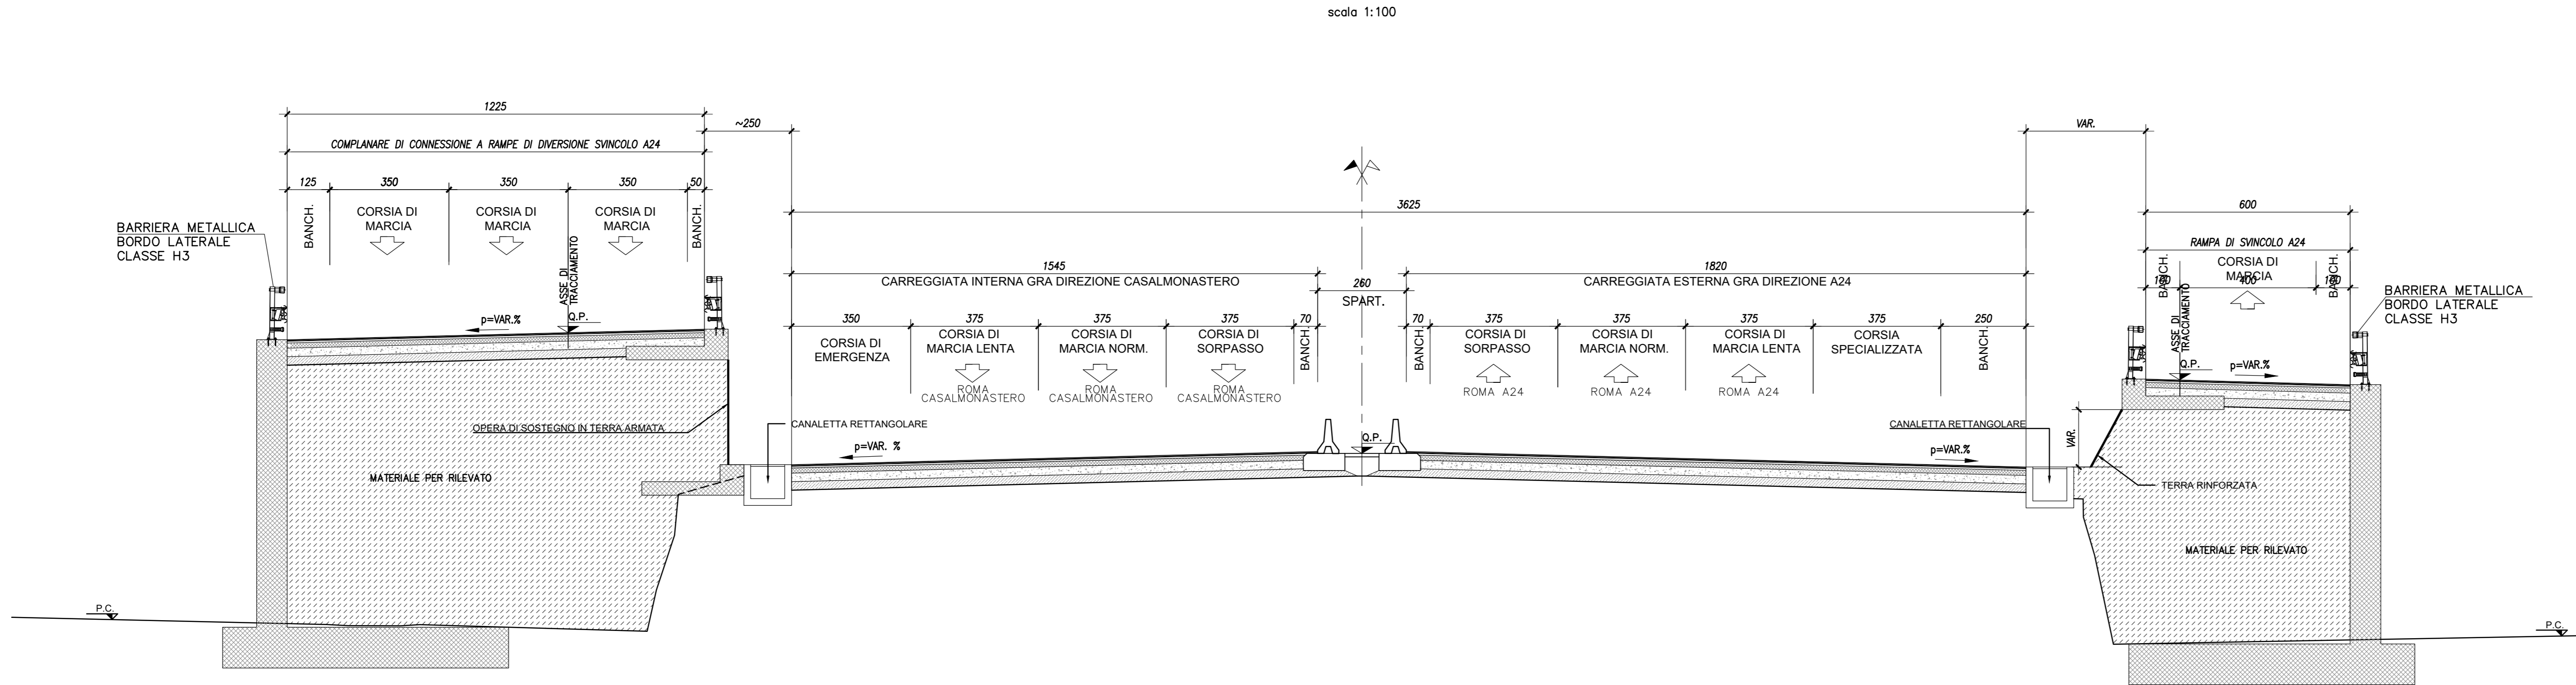 scala 1:100
1225
~250
VAR.
COMPLANARE DI CONNESSIONE A RAMPE DI DIVERSIONE SVINCOLO A24
125
350
350
350
50
BANCH.
CORSIA DI
MARCIA
CORSIA DI
MARCIA
CORSIA DI
MARCIA
BANCH.
BARRIERA METALLICA
BORDO LATERALE
CLASSE H3
ASSE DI
TRACCIAMENTO
Q.P.
p=VAR.%
3625
1545
CARREGGIATA INTERNA GRA DIREZIONE CASALMONASTERO
260
SPART.
1820
CARREGGIATA ESTERNA GRA DIREZIONE A24
350
375
375
375
70
70
375
375
375
375
250
CORSIA DI
EMERGENZA
CORSIA DI
MARCIA LENTA
ROMA
CASALMONASTERO
CORSIA DI
MARCIA NORM.
ROMA
CASALMONASTERO
CORSIA DI
SORPASSO
ROMA
CASALMONASTERO
BANCH.
BANCH.
CORSIA DI
SORPASSO
ROMA A24
CORSIA DI
MARCIA NORM.
ROMA A24
CORSIA DI
MARCIA LENTA
ROMA A24
CORSIA
SPECIALIZZATA
BANCH.
600
RAMPA DI SVINCOLO A24
CORSIA DI
MARCIA
BANCH.
BANCH.
100
400
100
ASSE DI
TRACCIAMENTO
Q.P.
p=VAR.%
BARRIERA METALLICA
BORDO LATERALE
CLASSE H3
OPERA DI SOSTEGNO IN TERRA ARMATA
CANALETTA RETTANGOLARE
p=VAR. %
Q.P.
CANALETTA RETTANGOLARE
p=VAR.%
VAR.
TERRA RINFORZATA
MATERIALE PER RILEVATO
MATERIALE PER RILEVATO
P.C.
P.C.